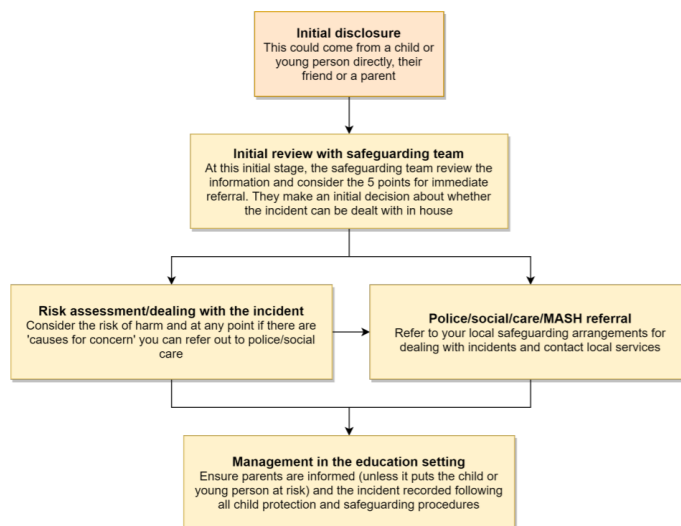 Initial disclosure
This could come from a child or
young person directly, their
friend or a parent
Initial review with safeguarding team
At this initial stage, the safeguarding team review the
information and consider the 5 points for immediate
referral. They make an initial decision about whether
the incident can be dealt with in house
Risk assessment/dealing with the incident
Consider the risk of harm and at any point if there are
'causes for concern' you can refer out to police/social
care
Police/social/care/MASH referral
Refer to your local safeguarding arrangements for
dealing with incidents and contact local services
Management in the education setting
Ensure parents are informed (unless it puts the child or
young person at risk) and the incident recorded following
all child protection and safeguarding procedures